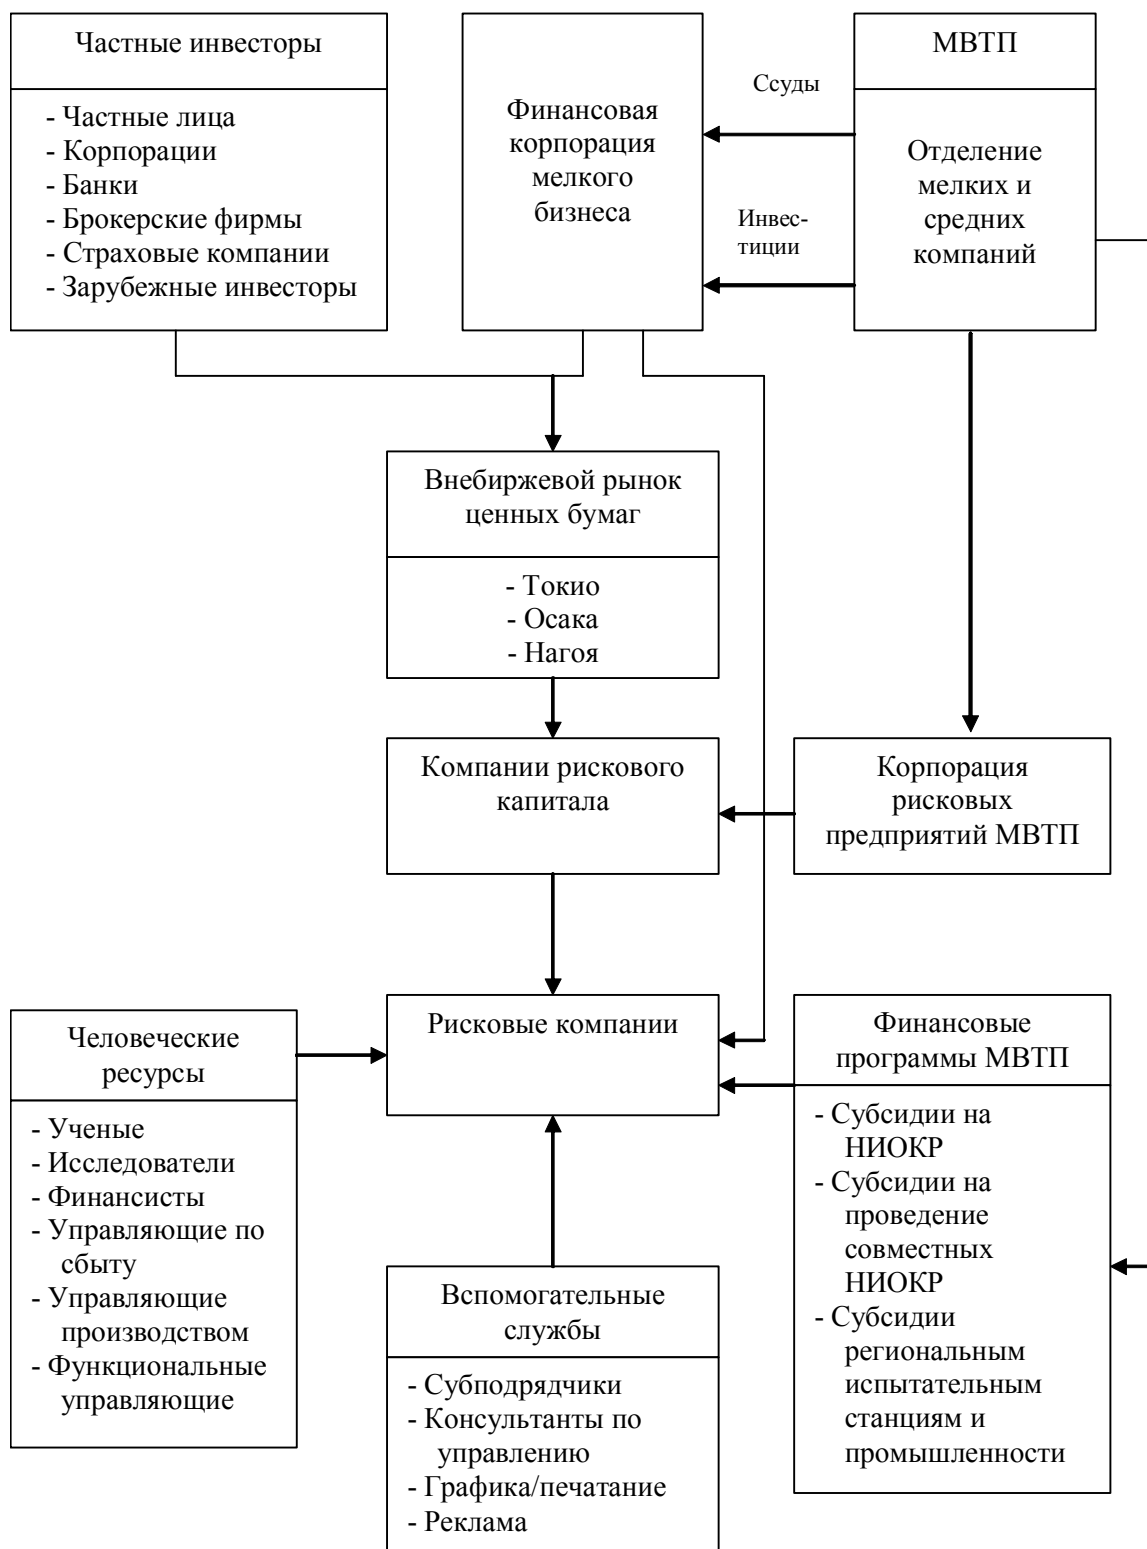 Частные инвесторы
- Частные лица
- Корпорации
- Банки
- Брокерские фирмы
- Страховые компании
- Зарубежные инвесторы
Финансовая
корпорация
мелкого
бизнеса
Ссуды
Инвес-
тиции
МВТП
Отделение
мелких и
средних
компаний
Внебиржевой рынок
ценных бумаг
- Токио
- Осака
- Нагоя
Компании рискового
капитала
Корпорация
рисковых
предприятий МВТП
Человеческие
ресурсы
- Ученые
- Исследователи
- Финансисты
- Управляющие по
сбыту
- Управляющие
производством
- Функциональные
управляющие
Рисковые компании
Финансовые
программы МВТП
- Субсидии на
НИОКР
- Субсидии на
проведение
совместных
НИОКР
- Субсидии
региональным
испытательным
станциям и
промышленности
Вспомогательные
службы
- Субподрядчики
- Консультанты по
управлению
- Графика/печатание
- Реклама